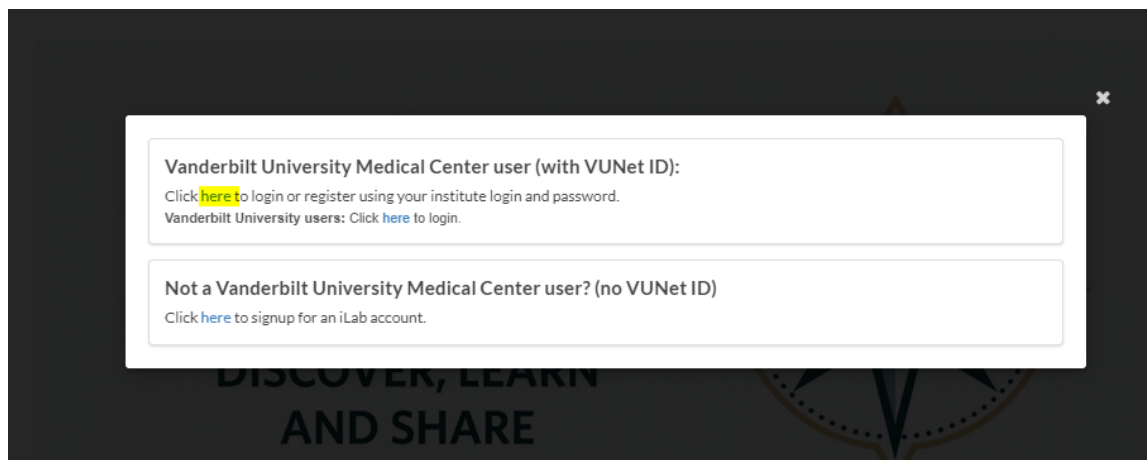 Vanderbilt University Medical Center user (with VUNet ID):
Click here to login or register using your institute login and password.
Vanderbilt University users: Click here to login.
Not a Vanderbilt University Medical Center user? (no VUNet ID)
Click here to signup for an iLab account.
DISCOVER, LEARN
AND SHARE